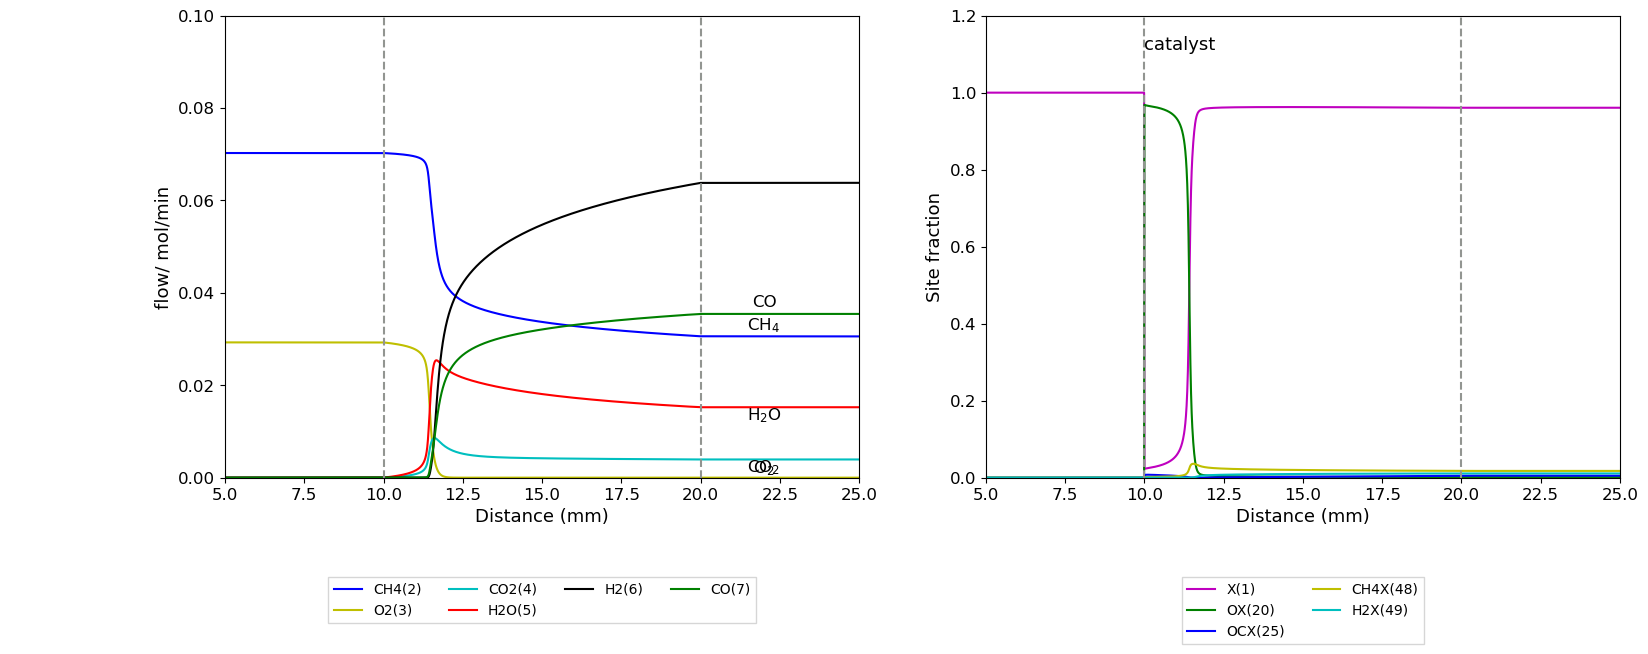 0.10
0.08
0.06
0.04
0.02
0.00
flow/ mol/min
CO
CH₄
H₂O
CO₂
O₂
5.0 7.5 10.0 12.5 15.0 17.5 20.0 22.5 25.0
Distance (mm)
CH4(2) CO2(4) H2(6) CO(7)
O2(3) H2O(5)
1.2
1.0
0.8
0.6
0.4
0.2
0.0
Site fraction
catalyst
5.0 7.5 10.0 12.5 15.0 17.5 20.0 22.5 25.0
Distance (mm)
X(1) CH4X(48)
OX(20) H2X(49)
OCX(25)